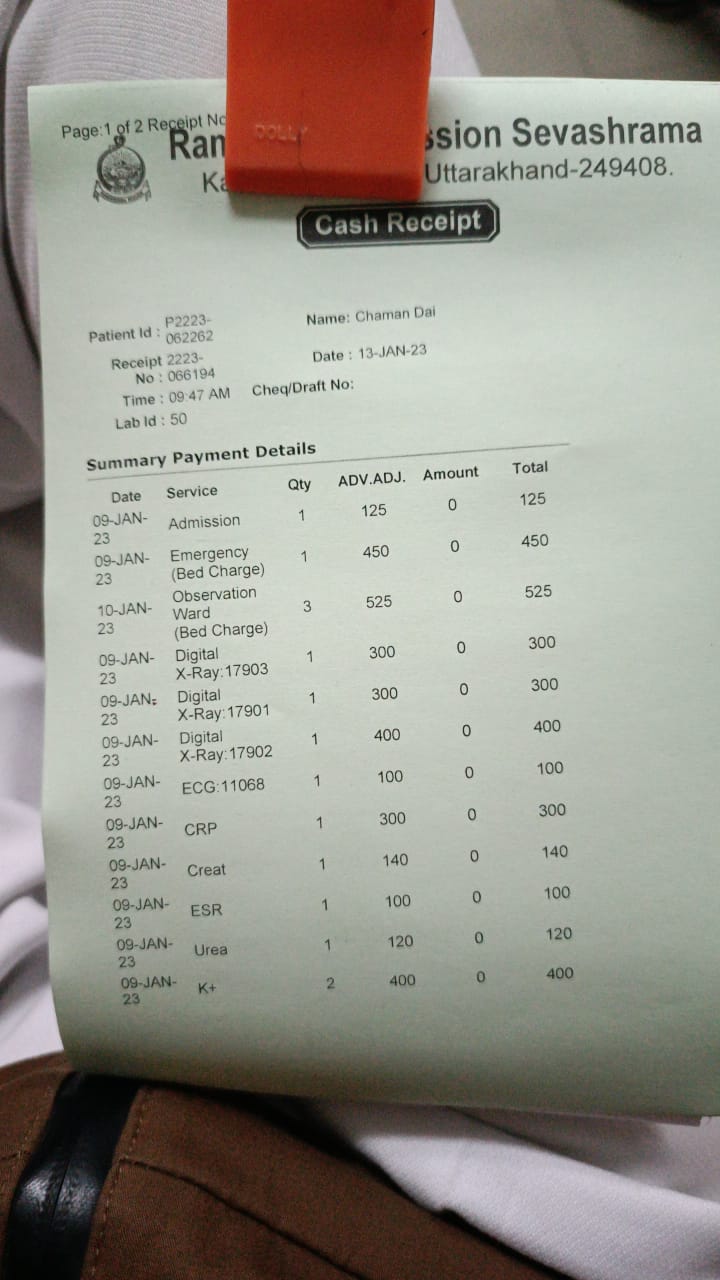 Page:1 of 2 Receipt No
DOLLY
ssion Sevashrama
Uttarakhand-249408.
Cash Receipt
Patient Id : P2223-062262 Name: Chaman Dai
Receipt No : 2223-066194 Date : 13-JAN-23
Time : 09:47 AM Cheq/Draft No:
Lab Id : 50
Summary Payment Details
Date Service Qty ADV.ADJ. Amount Total
09-JAN-23 Admission 1 125 0 125
09-JAN-23 Emergency (Bed Charge) 1 450 0 450
10-JAN-23 Observation Ward (Bed Charge) 3 525 0 525
09-JAN-23 Digital X-Ray:17903 1 300 0 300
09-JAN-23 Digital X-Ray:17901 1 300 0 300
09-JAN-23 Digital X-Ray:17902 1 400 0 400
09-JAN-23 ECG:11068 1 100 0 100
09-JAN-23 CRP 1 300 0 300
09-JAN-23 Creat 1 140 0 140
09-JAN-23 ESR 1 100 0 100
09-JAN-23 Urea 1 120 0 120
09-JAN-23 K+ 2 400 0 400